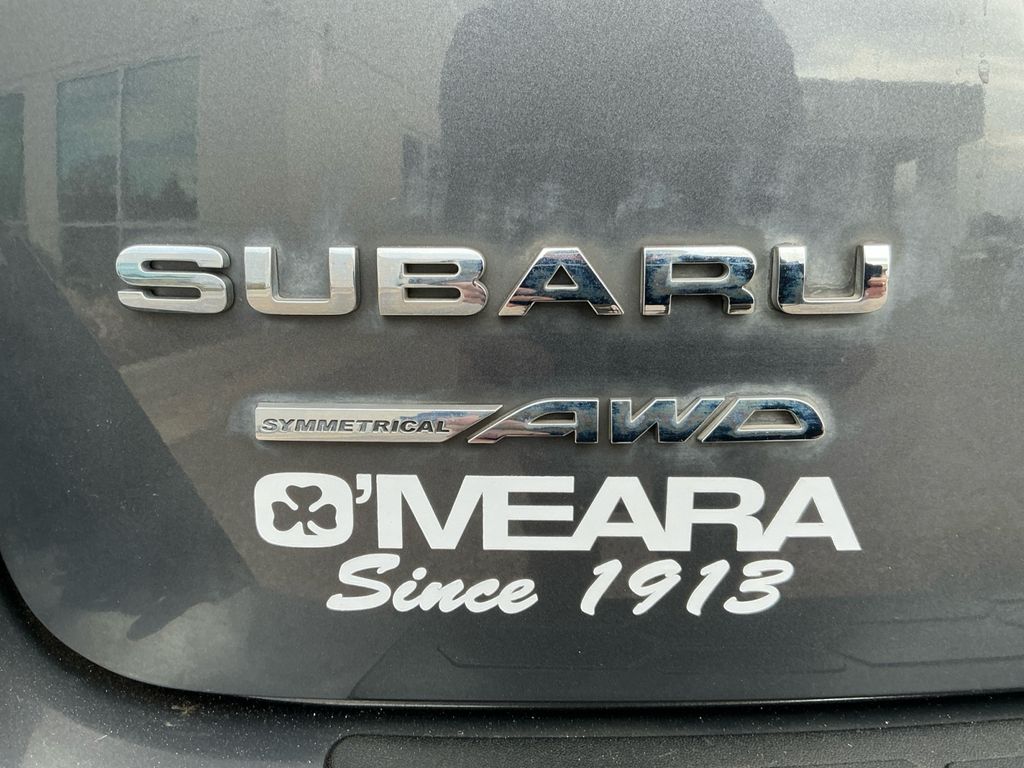 SUBARU
SYMMETRICAL AWD
O'MEARA
Since 1913